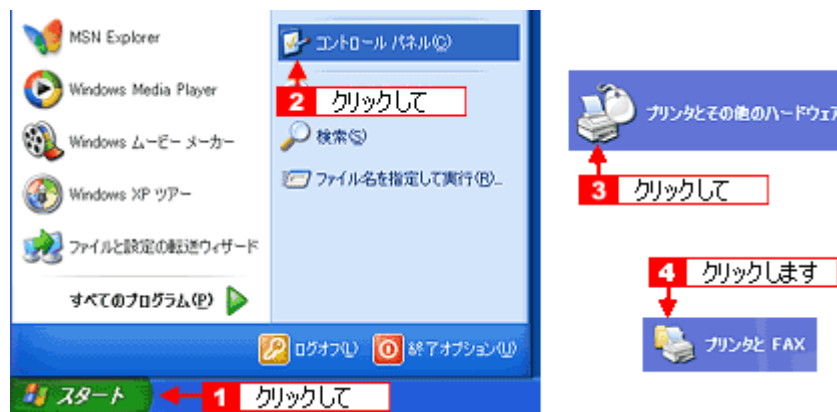 MSN Explorer
Windows Media Player
Windows ムービー メーカー
Windows XP ツアー
ファイルと設定の転送ウィザード
すべてのプログラム(P)
コントロール パネル(C)
2 クリックして
検索(S)
ファイル名を指定して実行(R)...
ログオフ(L)
終了オプション(U)
スタート
1 クリックして
プリンタとその他のハードウェア
3 クリックして
4 クリックします
プリンタと FAX